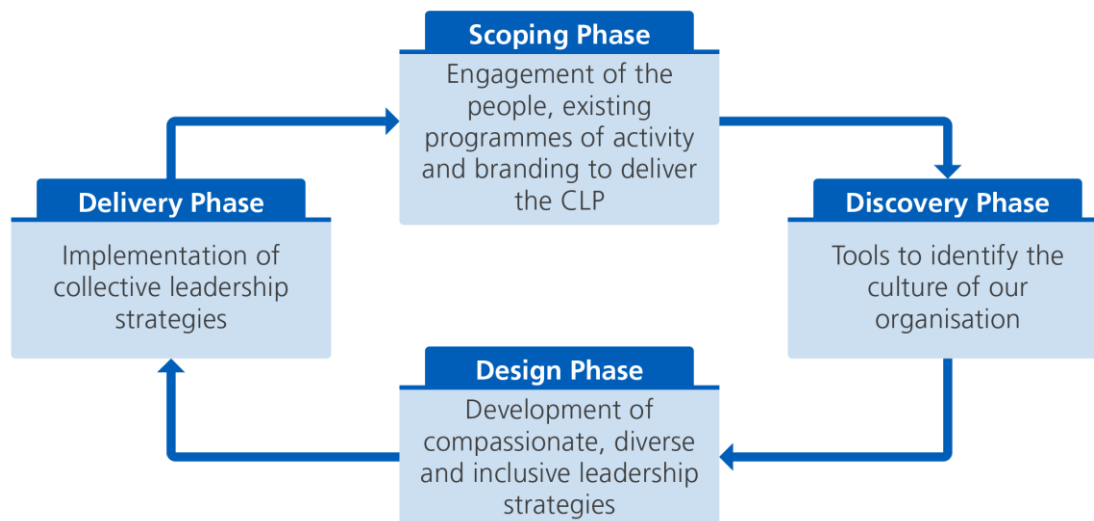 Scoping Phase
Engagement of the
people, existing
programmes of activity
and branding to deliver
the CLP
Discovery Phase
Tools to identify the
culture of our
organisation
Design Phase
Development of
compassionate, diverse
and inclusive leadership
strategies
Delivery Phase
Implementation of
collective leadership
strategies